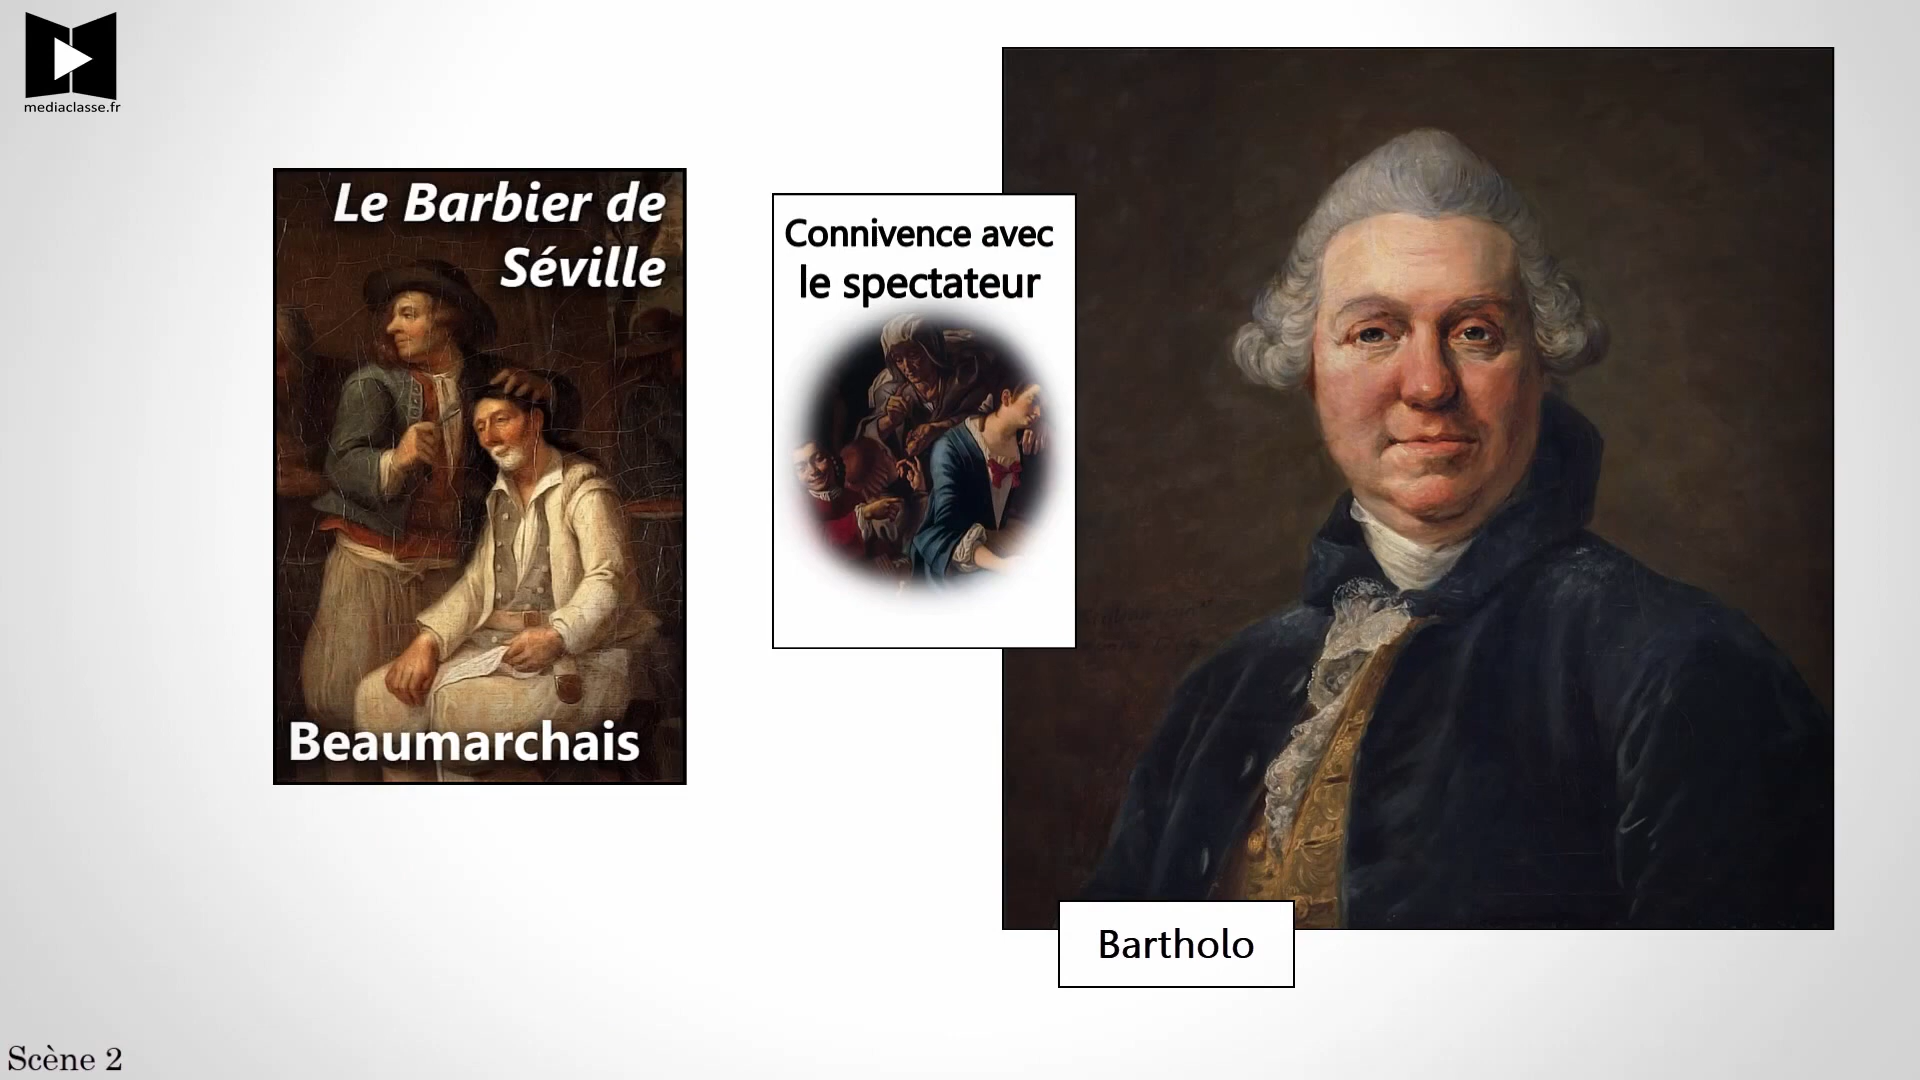 mediaclasse.fr
Le Barbier de
Séville
Beaumarchais
Connivence avec
le spectateur
Bartholo
Scène 2